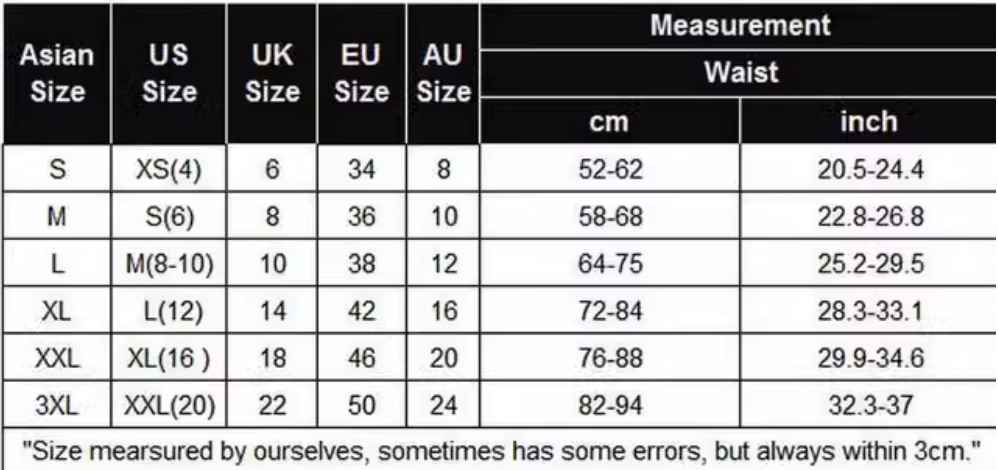 Asian Size US Size UK Size EU Size AU Size Measurement
Waist
cm inch
S XS(4) 6 34 8 52-62 20.5-24.4
M S(6) 8 36 10 58-68 22.8-26.8
L M(8-10) 10 38 12 64-75 25.2-29.5
XL L(12) 14 42 16 72-84 28.3-33.1
XXL XL(16 ) 18 46 20 76-88 29.9-34.6
3XL XXL(20) 22 50 24 82-94 32.3-37
"Size mearsured by ourselves, sometimes has some errors, but always within 3cm."